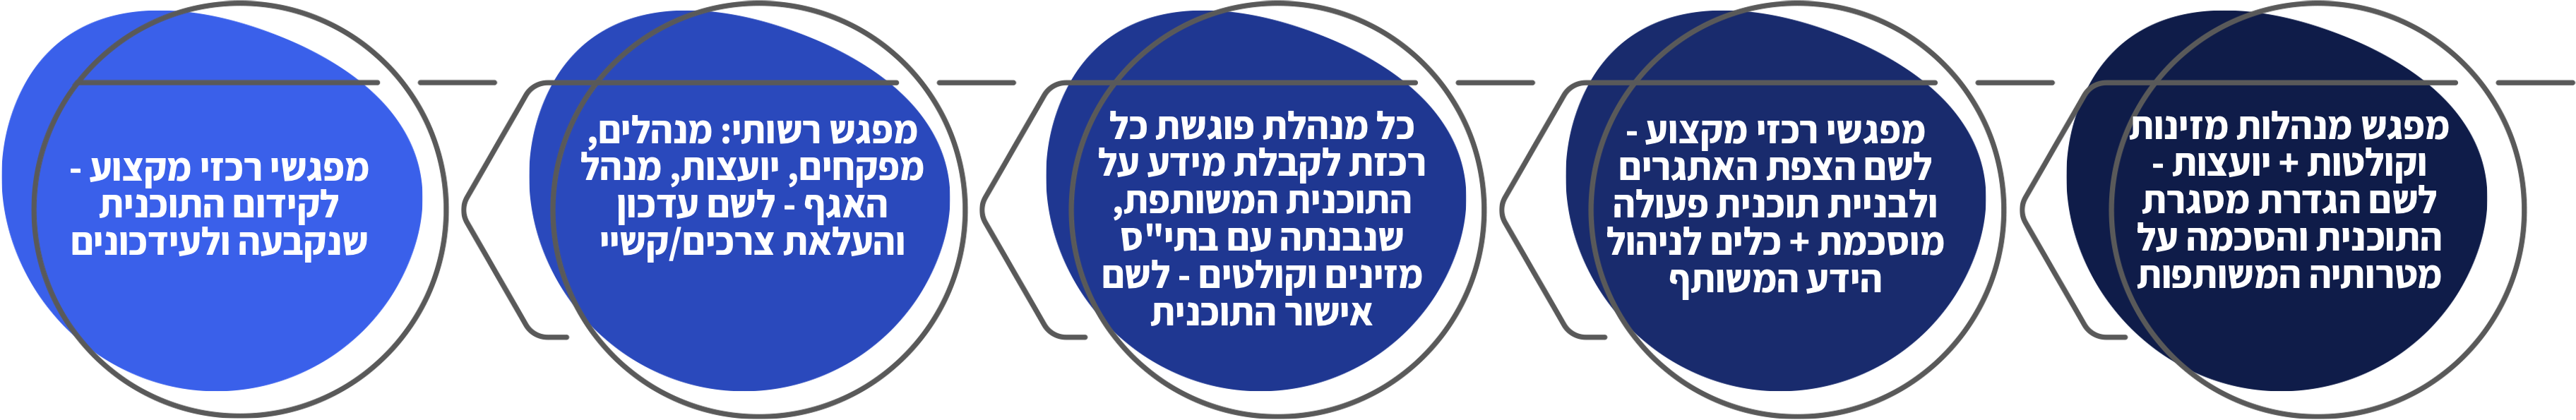 מפגש מנהלות מזינות
וקולטות + יועצות -
לשם הגדרת מסגרת
התוכנית והסכמה על
מטרותיה המשותפות
מפגשי רכזי מקצוע -
לשם הצפת האתגרים
ולבניית תוכנית פעולה
מוסכמת + כלים לניהול
הידע המשותף
כל מנהלת פוגשת כל
רכזת לקבלת מידע על
התוכנית המשותפת,
שנבנתה עם בתי"ס
מזינים וקולטים - לשם
אישור התוכנית
מפגש רשותי: מנהלים,
מפקחים, יועצות, מנהל
האגף - לשם עדכון
והעלאת צרכים/קשיי
מפגשי רכזי מקצוע -
לקידום התוכנית
שנקבעה ולעידכונים